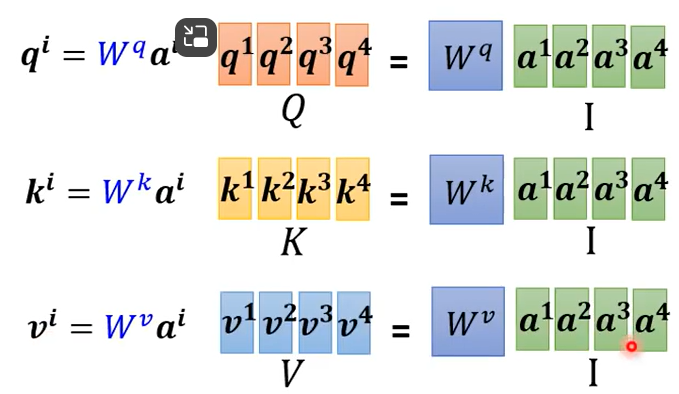 qⁱ = W^q aⁱ q¹ q² q³ q⁴ = W^q a¹ a² a³ a⁴
Q I
kⁱ = W^k aⁱ k¹ k² k³ k⁴ = W^k a¹ a² a³ a⁴
K I
vⁱ = W^v aⁱ v¹ v² v³ v⁴ = W^v a¹ a² a³ a⁴
V I